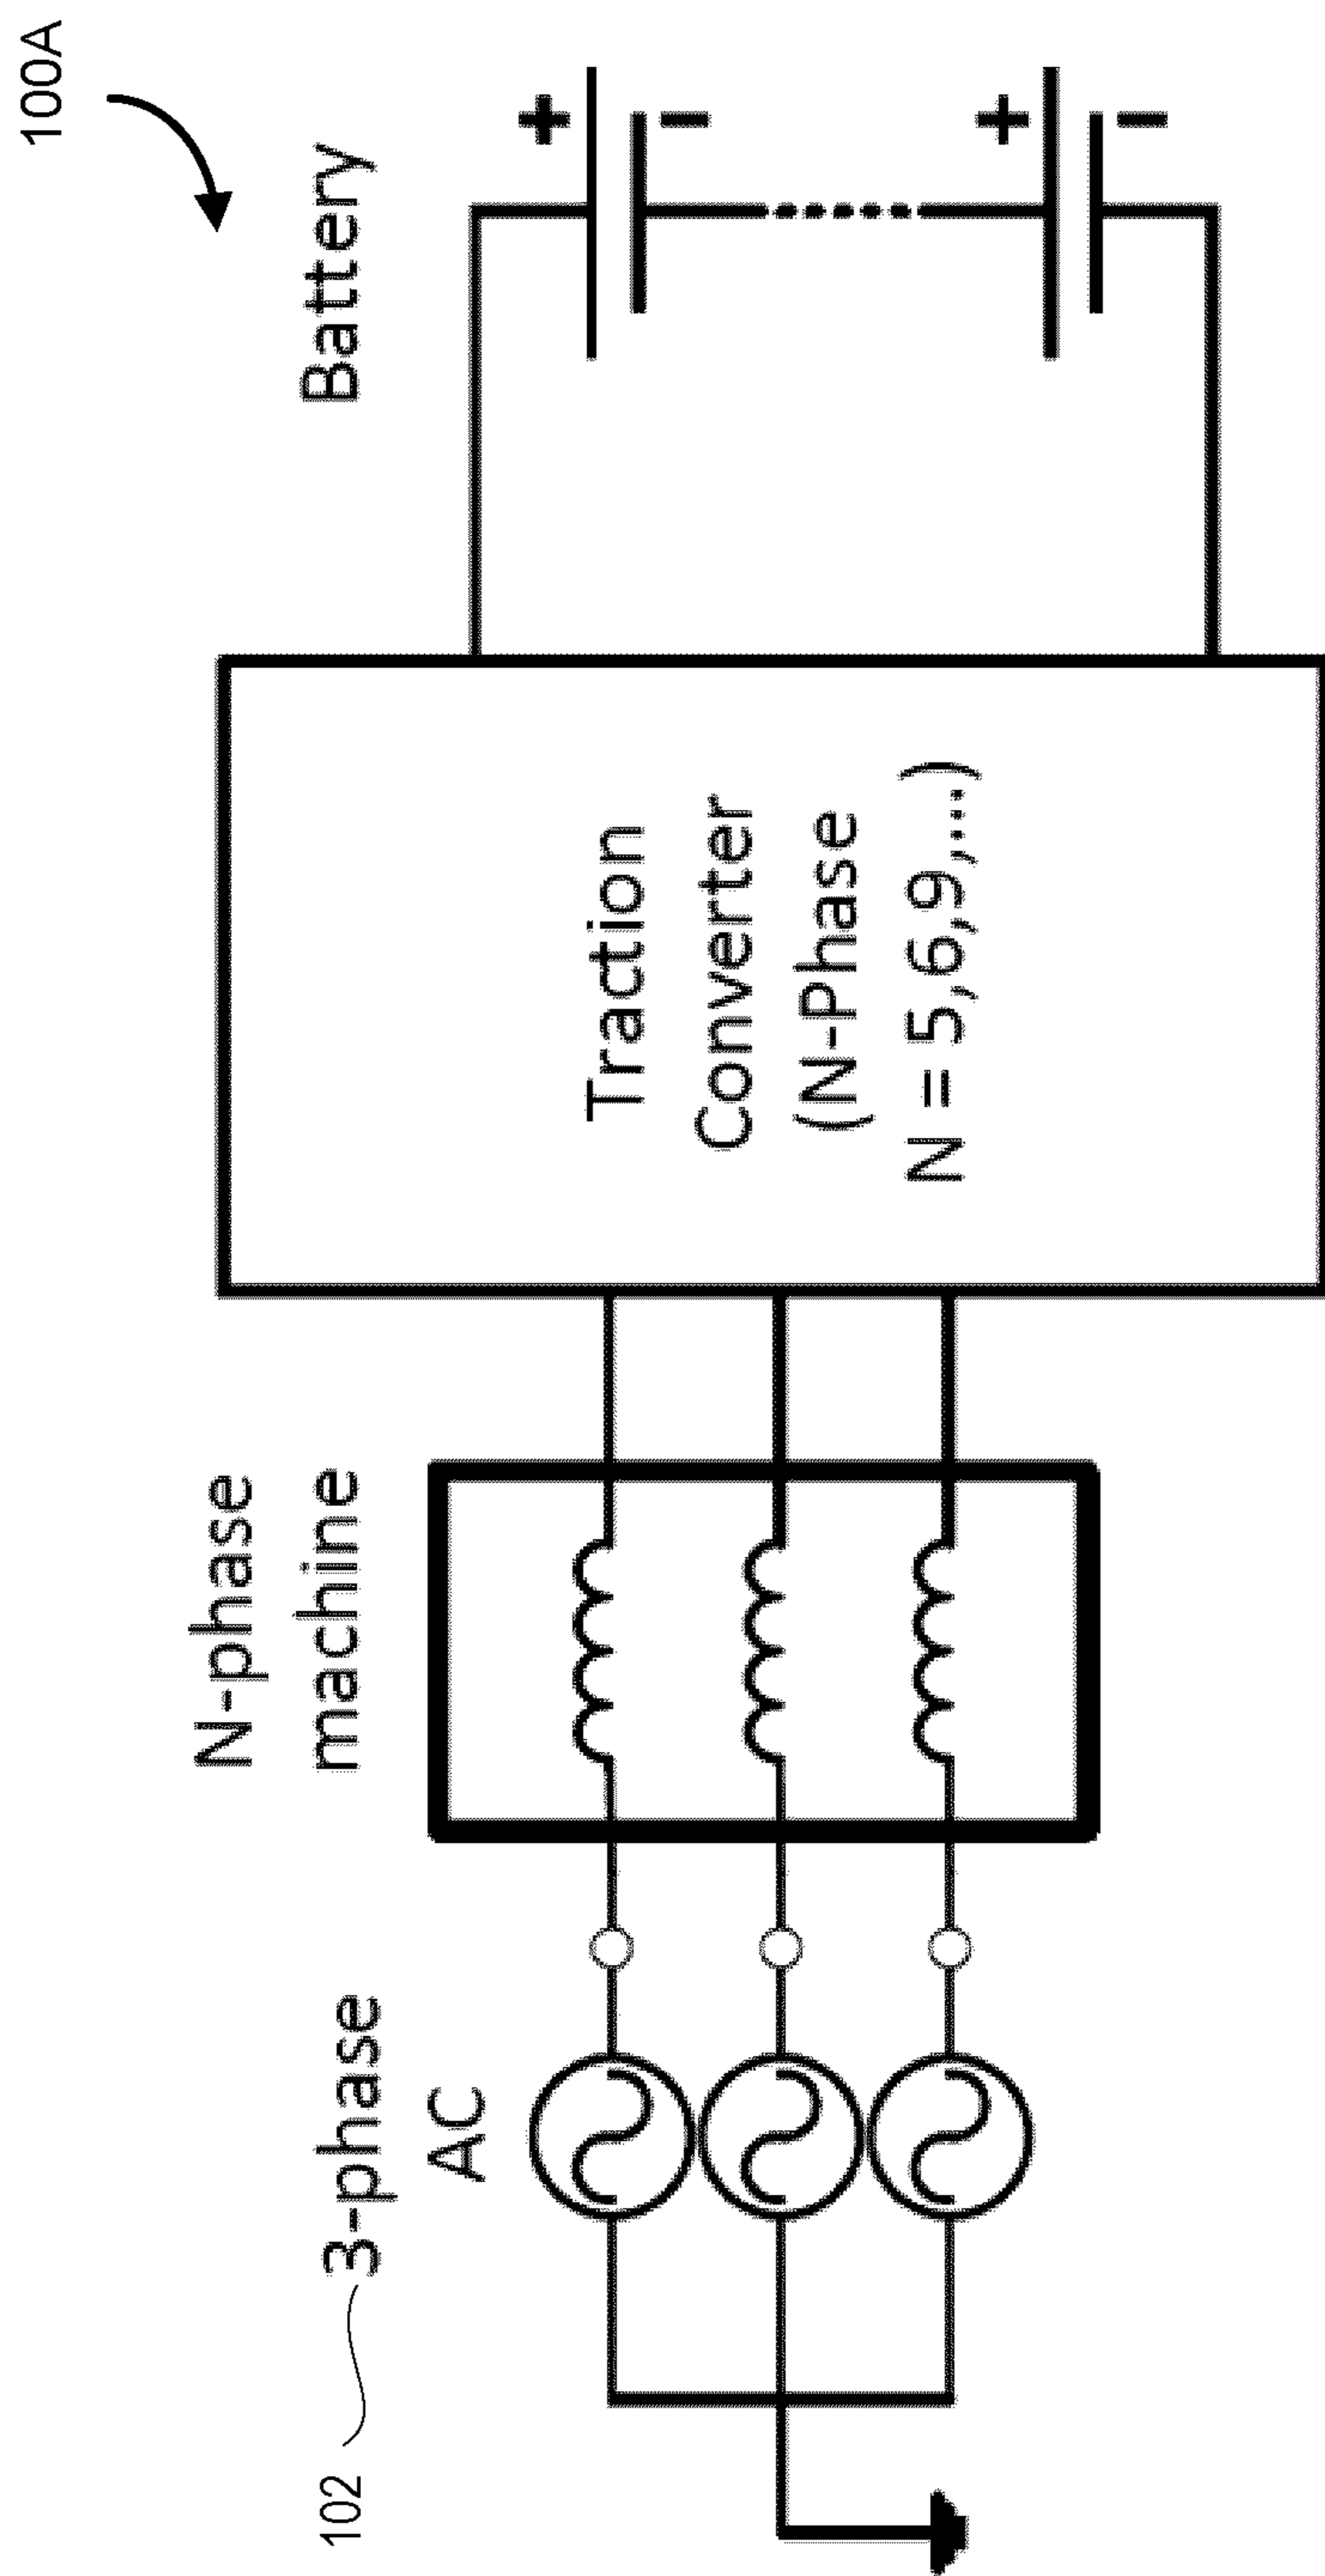 100A
Battery
Traction
Converter
(N-Phase
N = 5,6,9,...)
N-phase
machine
3-phase
AC
102
+
−
+
−